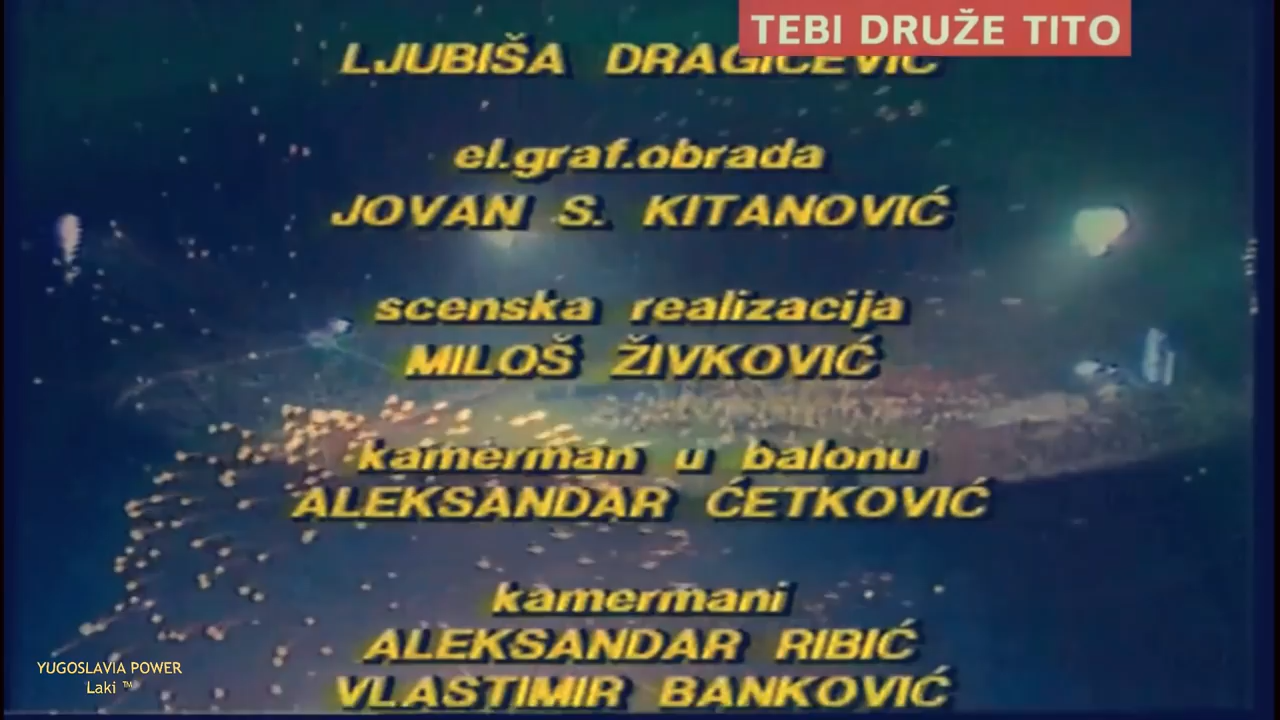 TEBI DRUŽE TITO
LJUBIŠA DRAGIĆEVIĆ
el.graf.obrada
JOVAN S. KITANOVIĆ
scenska realizacija
MILOŠ ŽIVKOVIĆ
kamerman u balonu
ALEKSANDAR ĆETKOVIĆ
kamermani
ALEKSANDAR RIBIĆ
VLASTIMIR BANKOVIĆ
YUGOSLAVIA POWER
Laki ™